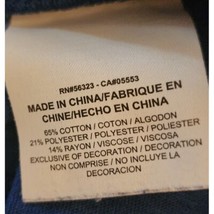 RN#56323 - CA#05553
MADE IN CHINA/FABRIQUE EN
CHINE/HECHO EN CHINA
65% COTTON / COTON / ALGODON
21% POLYESTER / POLYESTER / POLIESTER
14% RAYON / VISCOSE / VISCOSA
EXCLUSIVE OF DECORATION
NON COMPRISE / NO INCLUYE LA
DECORACION